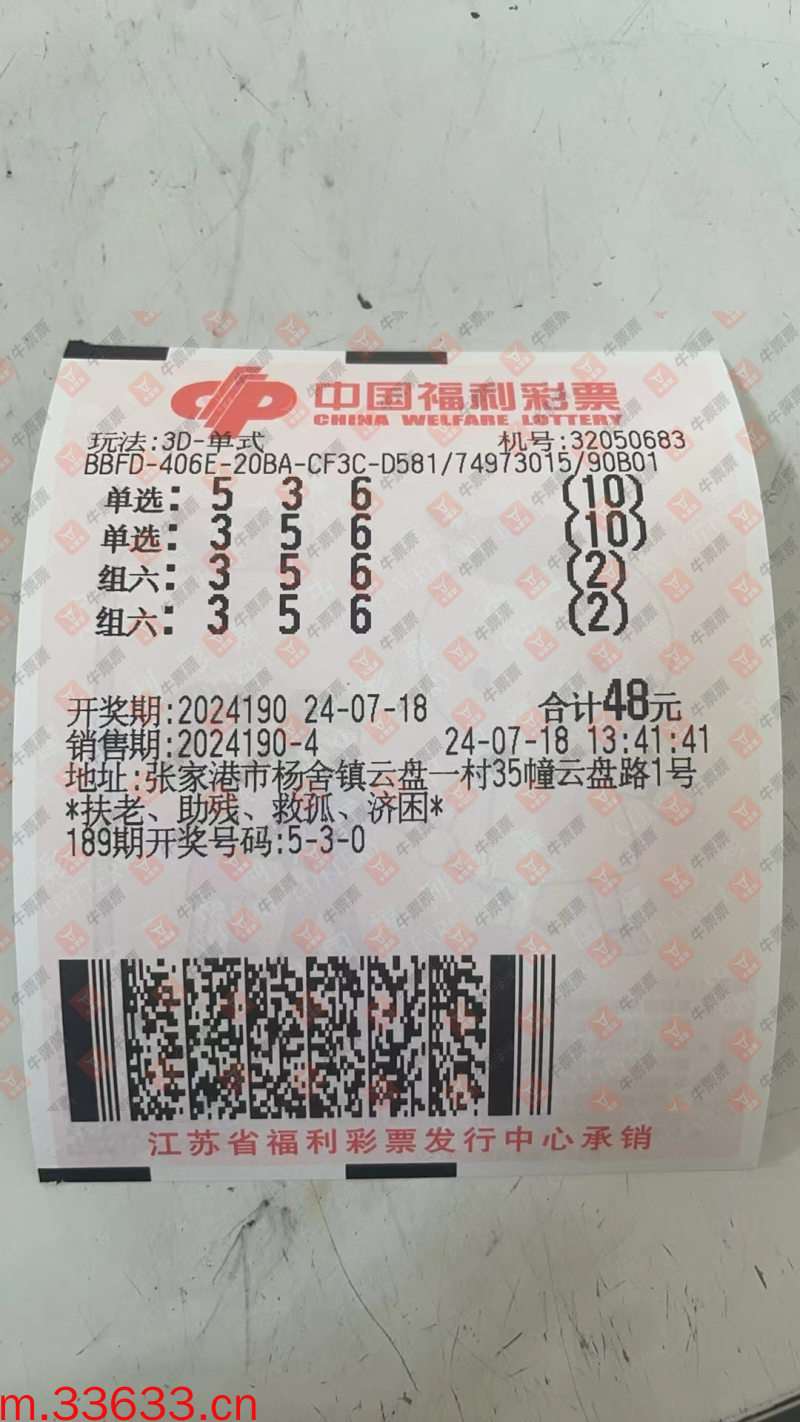 中国福利彩票
CHINA WELFARE LOTTERY
玩法:3D-单式 机号:32050683
BBFD-406E-20BA-CF3C-D581/74973015/90B01
单选: 5 3 6 (10)
单选: 3 5 6 (10)
组六: 3 5 6 (2)
组六: 3 5 6 (2)
开奖期:2024190 24-07-18 合计48元
销售期:2024190-4 24-07-18 13:41:41
地址:张家港市杨舍镇云盘一村35幢云盘路1号
*扶老、助残、救孤、济困*
189期开奖号码:5-3-0
江苏省福利彩票发行中心承销
牛票票
m.33633.cn